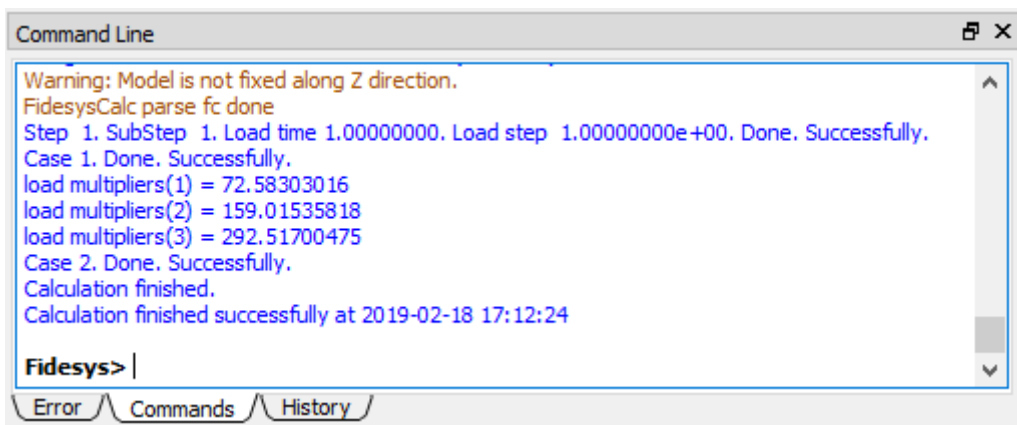 Command Line
Warning: Model is not fixed along Z direction.
FidesysCalc parse fc done
Step 1. SubStep 1. Load time 1.00000000. Load step 1.00000000e+00. Done. Successfully.
Case 1. Done. Successfully.
load multipliers(1) = 72.58303016
load multipliers(2) = 159.01535818
load multipliers(3) = 292.51700475
Case 2. Done. Successfully.
Calculation finished.
Calculation finished successfully at 2019-02-18 17:12:24
Fidesys>
Error Commands History